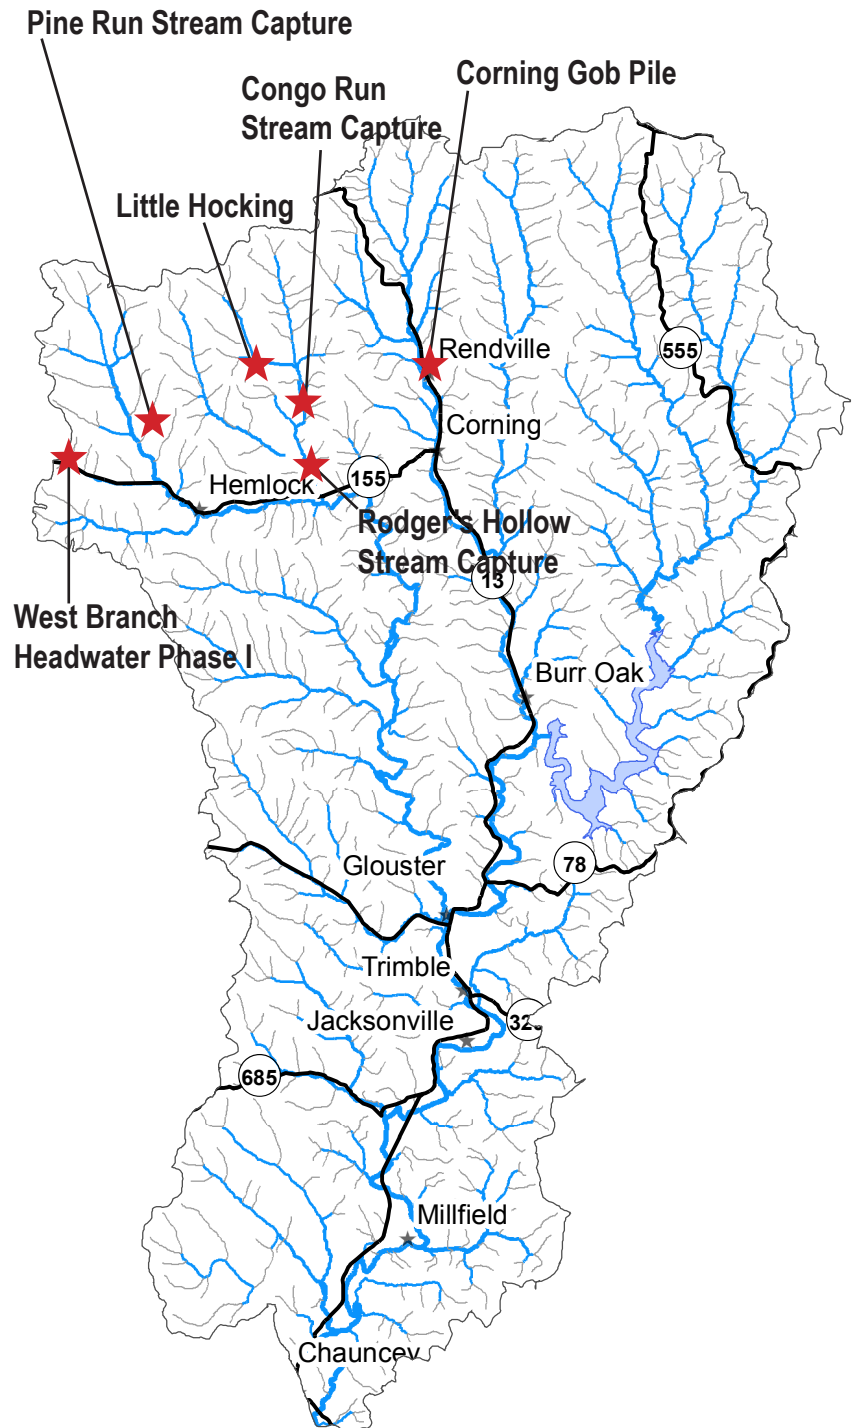 Pine Run Stream Capture
Congo Run
Stream Capture
Corning Gob Pile
Little Hocking
Rendville
555
Corning
Hemlock
155
Rodger's Hollow
Stream Capture
13
West Branch
Headwater Phase I
Burr Oak
Glouster
78
Trimble
Jacksonville
685
Millfield
Chauncey